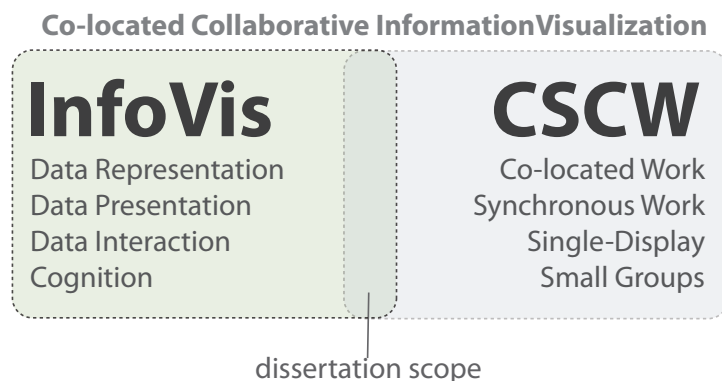 Co-located Collaborative InformationVisualization
InfoVis
Data Representation
Data Presentation
Data Interaction
Cognition
CSCW
Co-located Work
Synchronous Work
Single-Display
Small Groups
dissertation scope